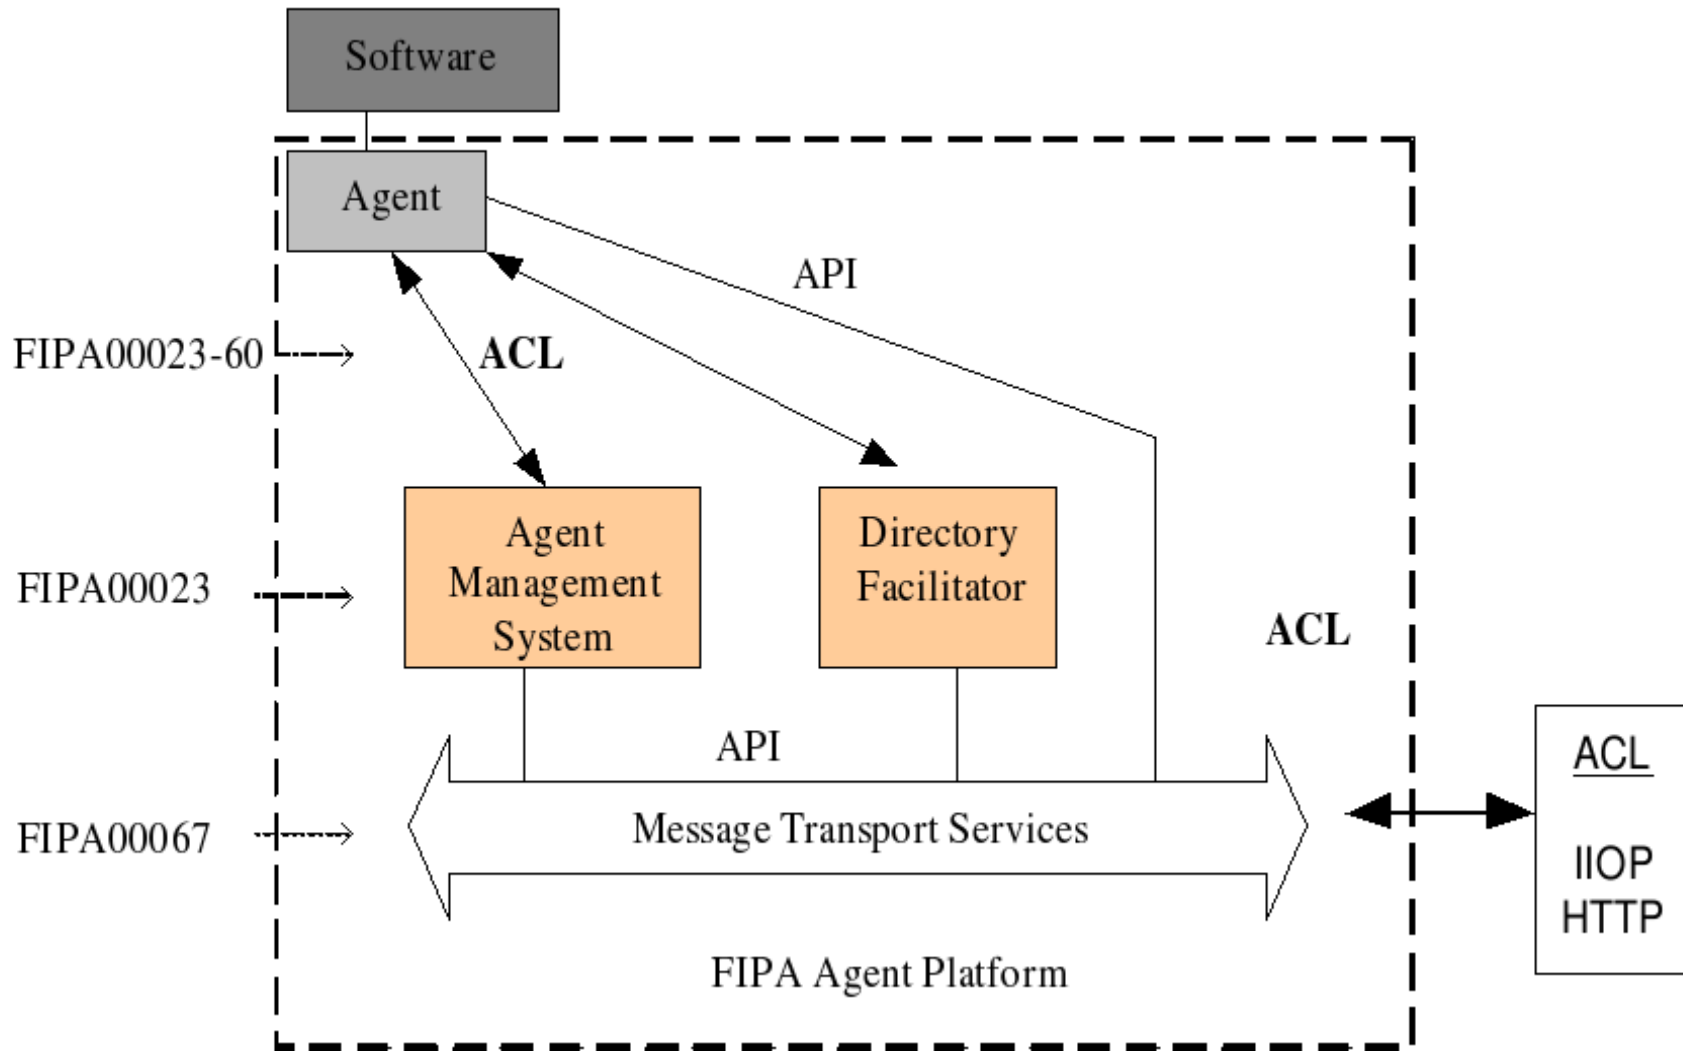 Software
Agent
API
FIPA00023-60
ACL
Agent
Management
System
Directory
Facilitator
FIPA00023
ACL
API
ACL
IIOP
HTTP
FIPA00067
Message Transport Services
FIPA Agent Platform